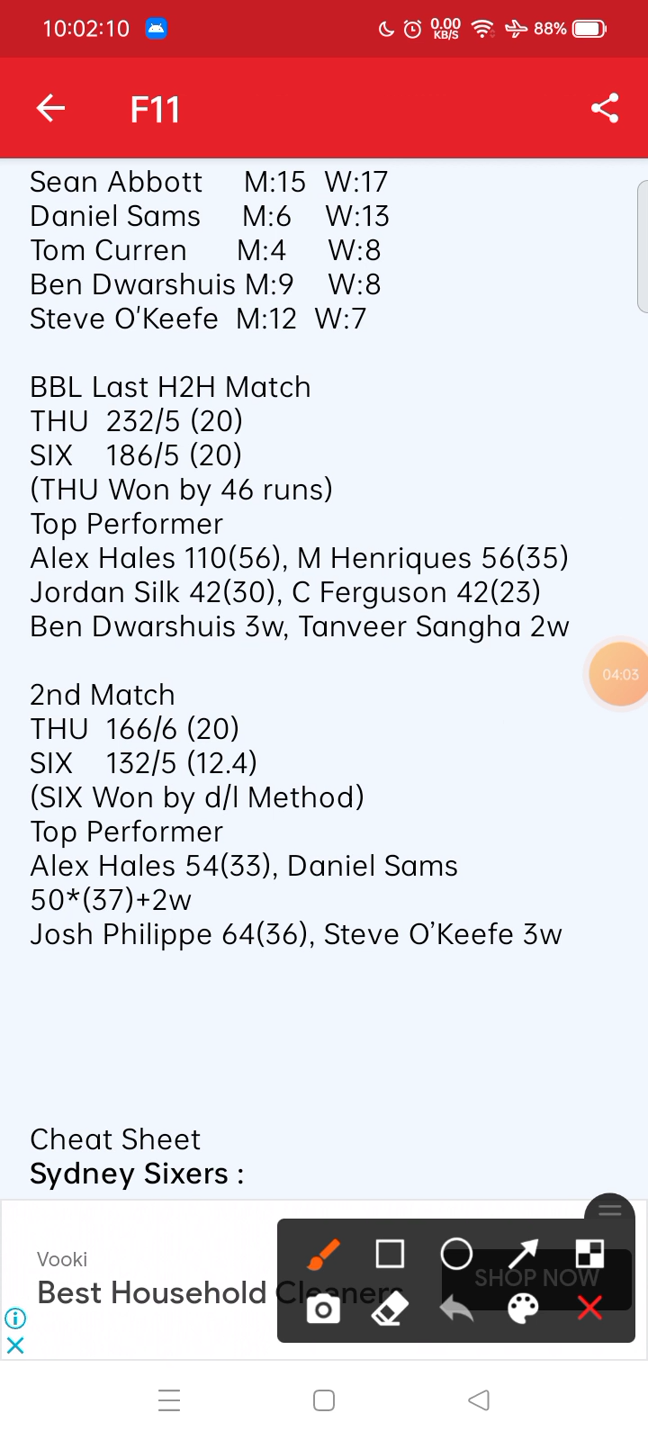 10:02:10
0.00
KB/S
88%
F11
Sean Abbott M:15 W:17
Daniel Sams M:6 W:13
Tom Curren M:4 W:8
Ben Dwarshuis M:9 W:8
Steve O'Keefe M:12 W:7
BBL Last H2H Match
THU 232/5 (20)
SIX 186/5 (20)
(THU Won by 46 runs)
Top Performer
Alex Hales 110(56), M Henriques 56(35)
Jordan Silk 42(30), C Ferguson 42(23)
Ben Dwarshuis 3w, Tanveer Sangha 2w
04:03
2nd Match
THU 166/6 (20)
SIX 132/5 (12.4)
(SIX Won by d/l Method)
Top Performer
Alex Hales 54(33), Daniel Sams
50*(37)+2w
Josh Philippe 64(36), Steve O’Keefe 3w
Cheat Sheet
Sydney Sixers :
Vooki
Best Household Cleaners
SHOP NOW